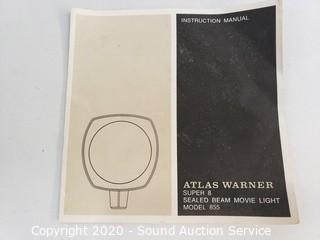 INSTRUCTION MANUAL
ATLAS WARNER
SUPER 8
SEALED BEAM MOVIE LIGHT
MODEL 855
Copyright 2020 - Sound Auction Service